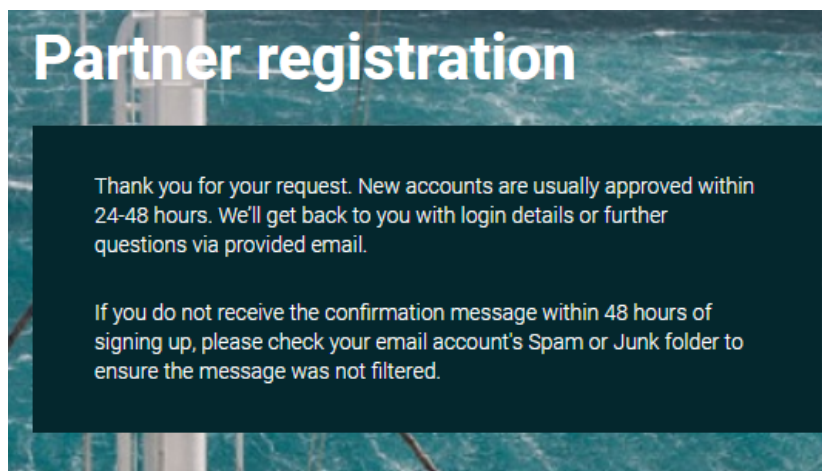 Partner registration
Thank you for your request. New accounts are usually approved within
24-48 hours. We'll get back to you with login details or further
questions via provided email.
If you do not receive the confirmation message within 48 hours of
signing up, please check your email account's Spam or Junk folder to
ensure the message was not filtered.